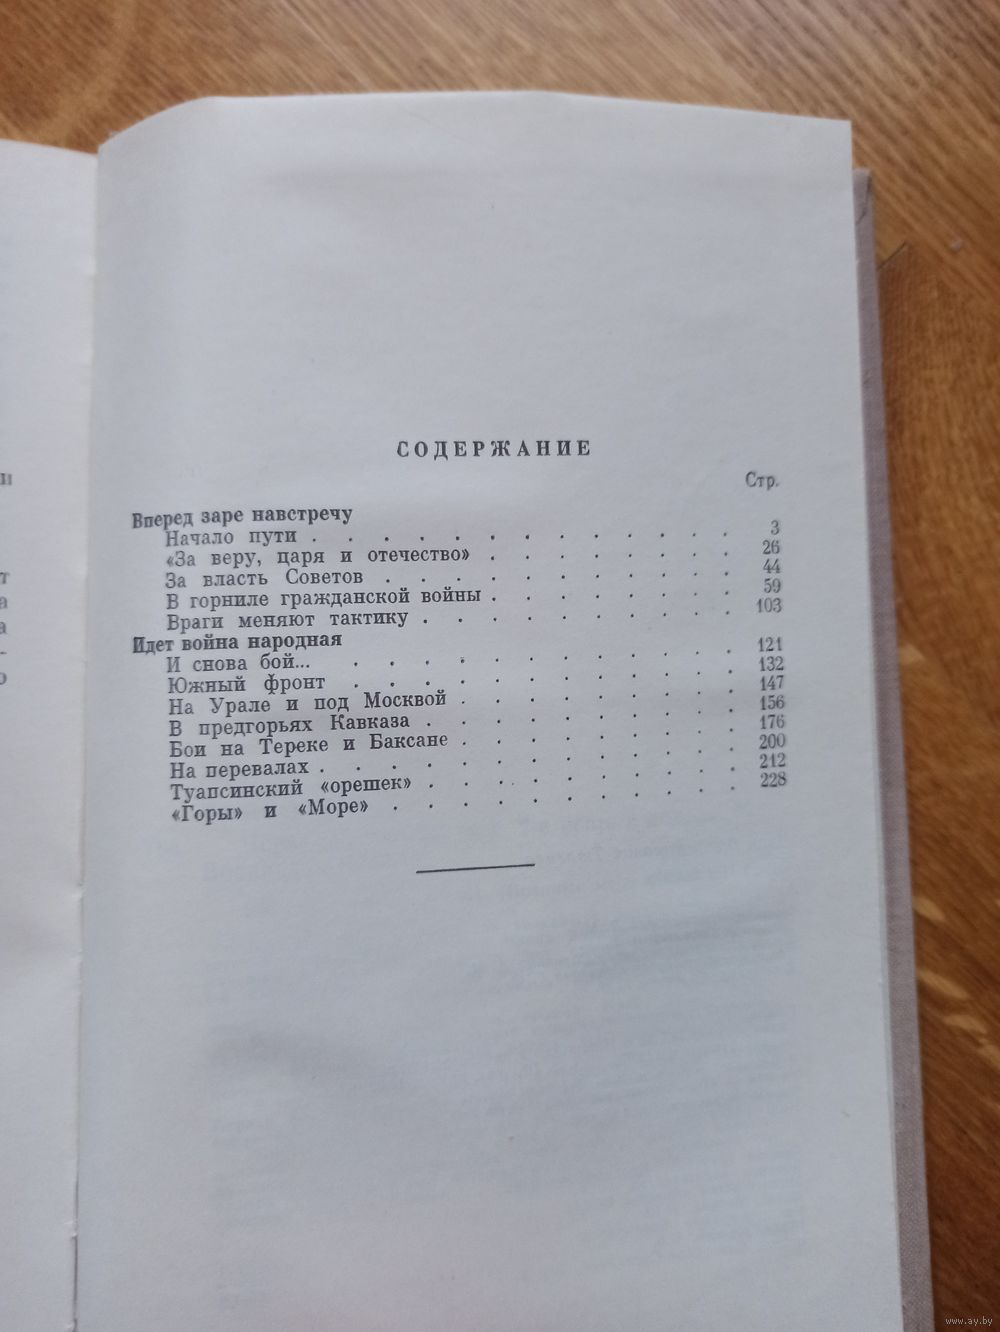 СОДЕРЖАНИЕ
Стр.
Вперед заре навстречу
Начало пути . . . . . . . . . . . . 3
«За веру, царя и отечество» . . . . . . . 26
За власть Советов . . . . . . . . . . 44
В горниле гражданской войны . . . . . . . 59
Враги меняют тактику . . . . . . . . . 103
Идет война народная
И снова бой... . . . . . . . . . . . 121
Южный фронт . . . . . . . . . . . 132
На Урале и под Москвой . . . . . . . . 147
В предгорьях Кавказа . . . . . . . . . 156
Бои на Тереке и Баксане . . . . . . . . 176
На перевалах . . . . . . . . . . . . 200
Туапсинский «орешек» . . . . . . . . . 212
«Горы» и «Море» . . . . . . . . . . 228
www.ay.by